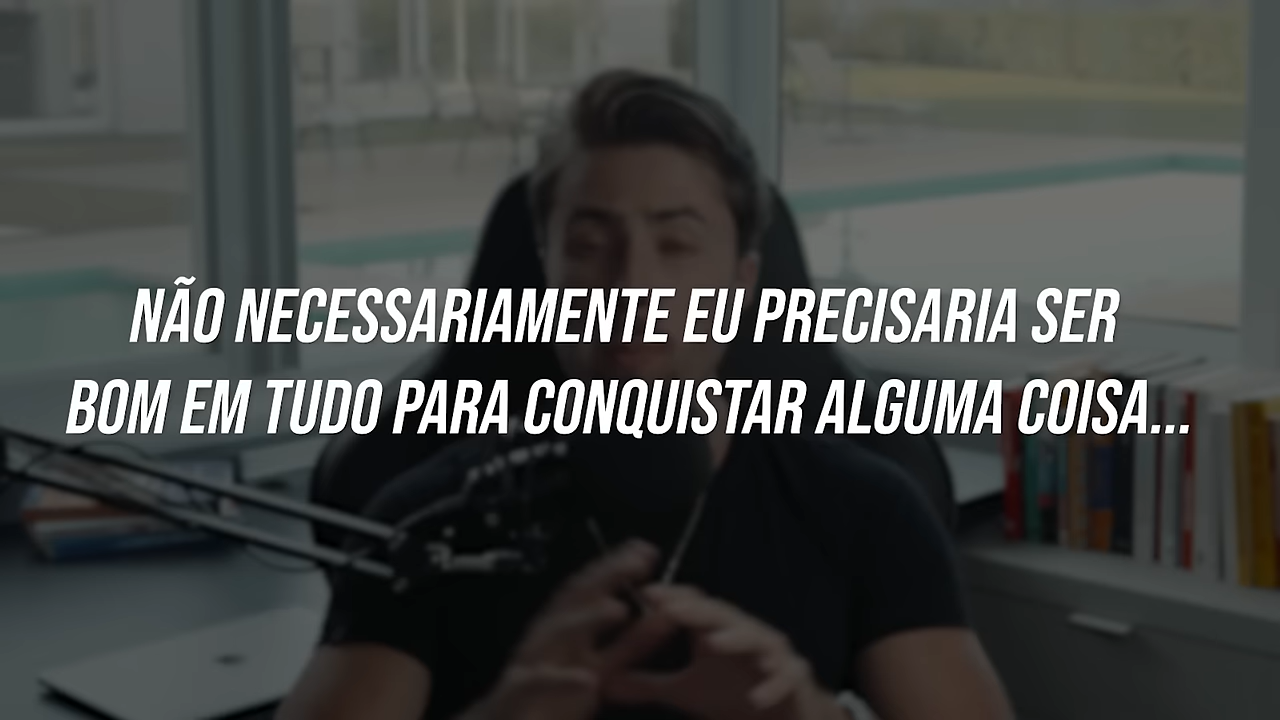 NÃO NECESSARIAMENTE EU PRECISARIA SER
BOM EM TUDO PARA CONQUISTAR ALGUMA COISA...